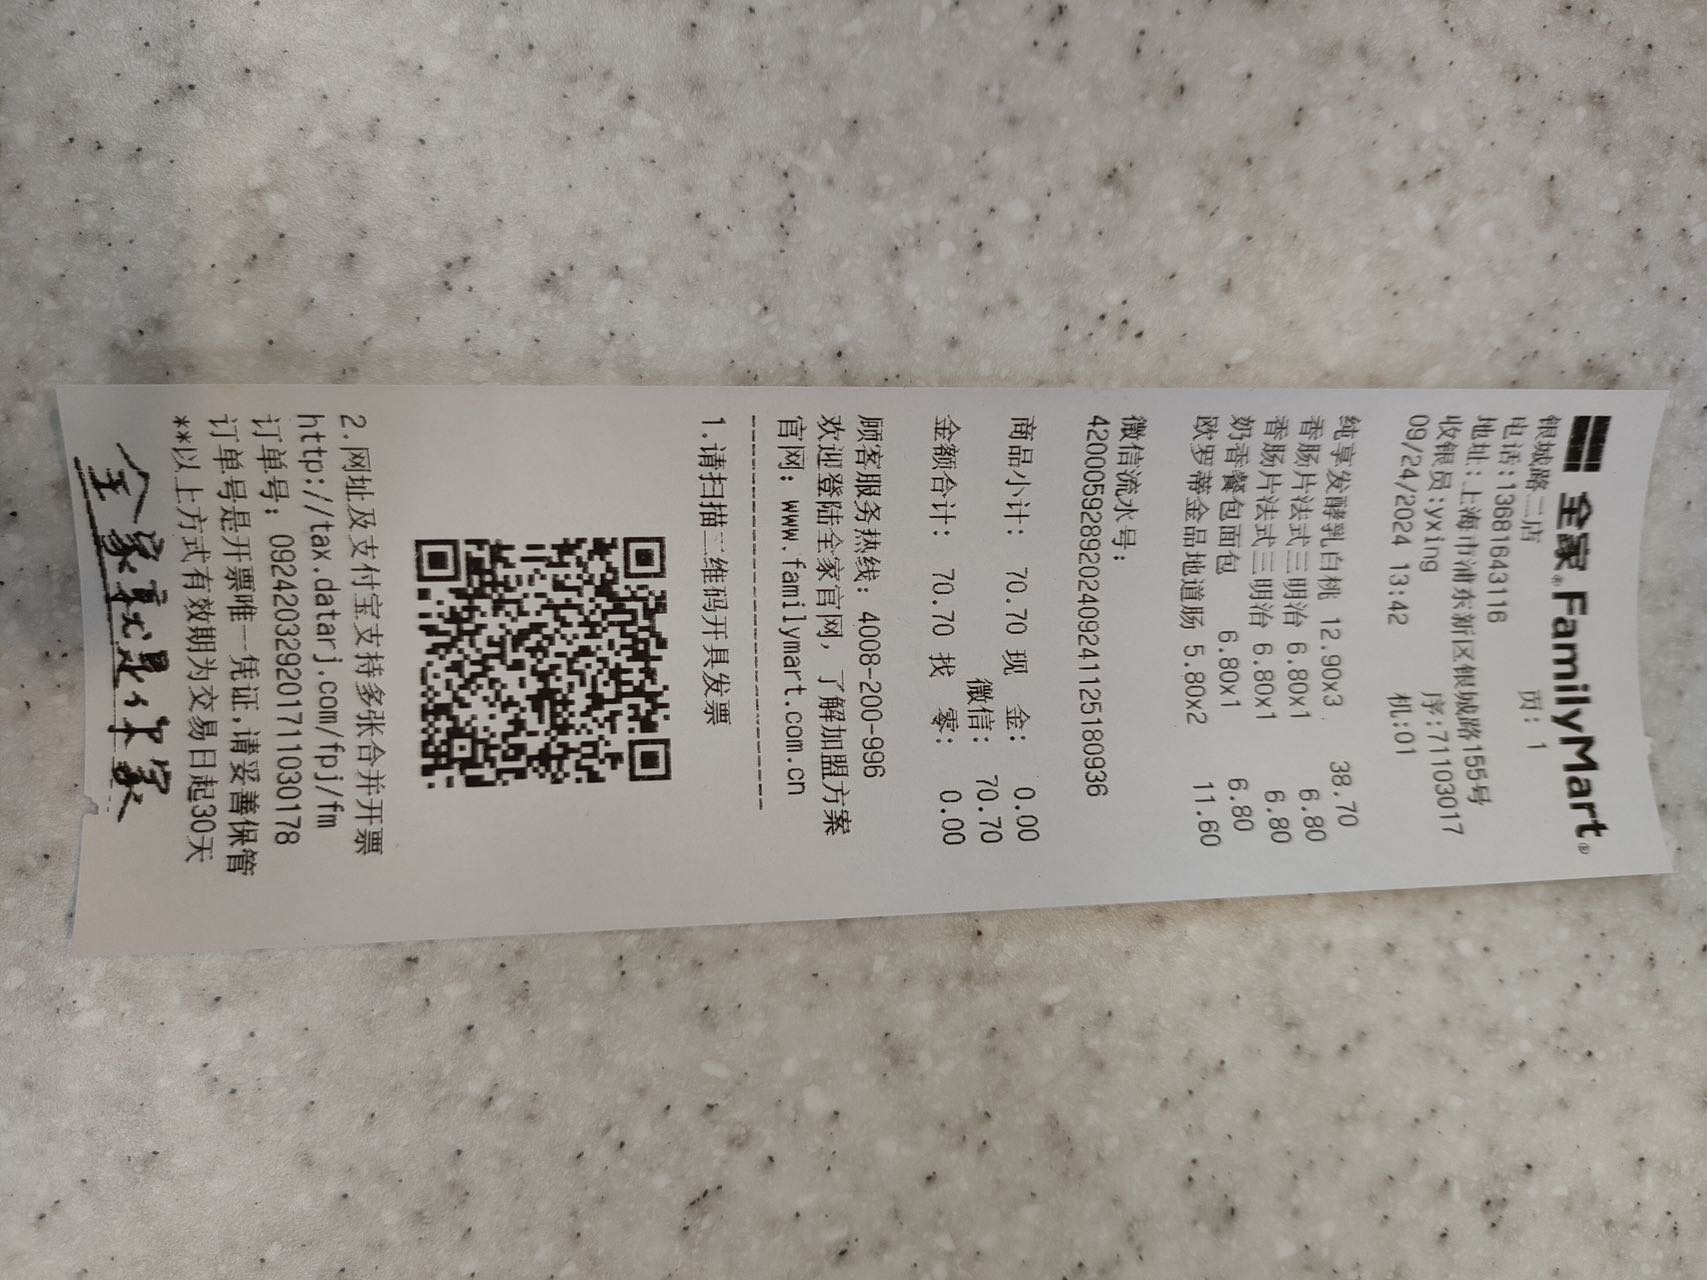 全家 FamilyMart
银城路二店 页: 1
电话:13681643116
地址:上海市浦东新区银城路155号
收银员:yxing 序:71103017
09/24/2024 13:42 机:01
纯享发酵乳白桃 12.90x3 38.70
香肠片法式三明治 6.80x1 6.80
香肠片法式三明治 6.80x1 6.80
奶香餐包面包 6.80x1 6.80
欧罗蒂金品地道肠 5.80x2 11.60
微信流水号:
4200059289202409241125180936
商品小计: 70.70 现 金: 0.00
微信: 70.70
金额合计: 70.70 找 零: 0.00
顾客服务热线: 4008-200-996
欢迎登陆全家官网, 了解加盟方案
官网: www.familymart.com.cn
1.请扫描二维码开具发票
2.网址及支付宝支持多张合并开票
http://tax.datarj.com/fpj/fm
订单号: 092420329201711030178
订单号是开票唯一凭证,请妥善保管
**以上方式有效期为交易日起30天
全家就是你家